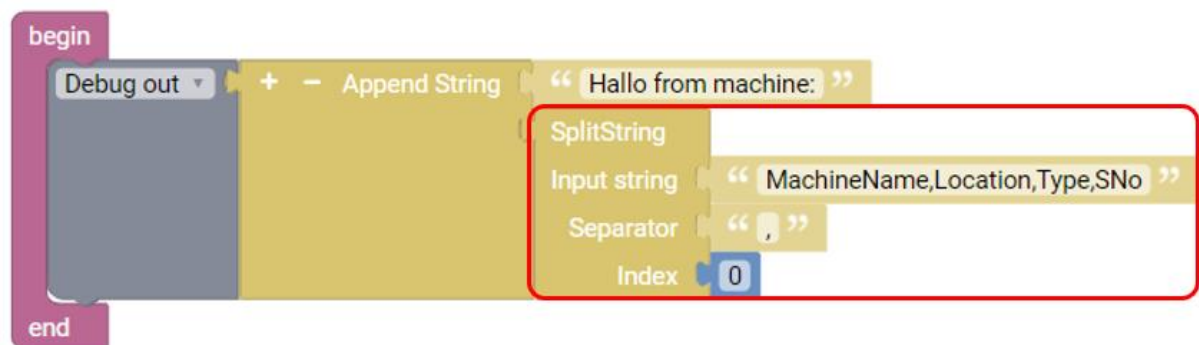 begin
Debug out + − Append String “ Hallo from machine: ”
SplitString
Input string “ MachineName,Location,Type,SNo ”
Separator “ , ”
Index 0
end